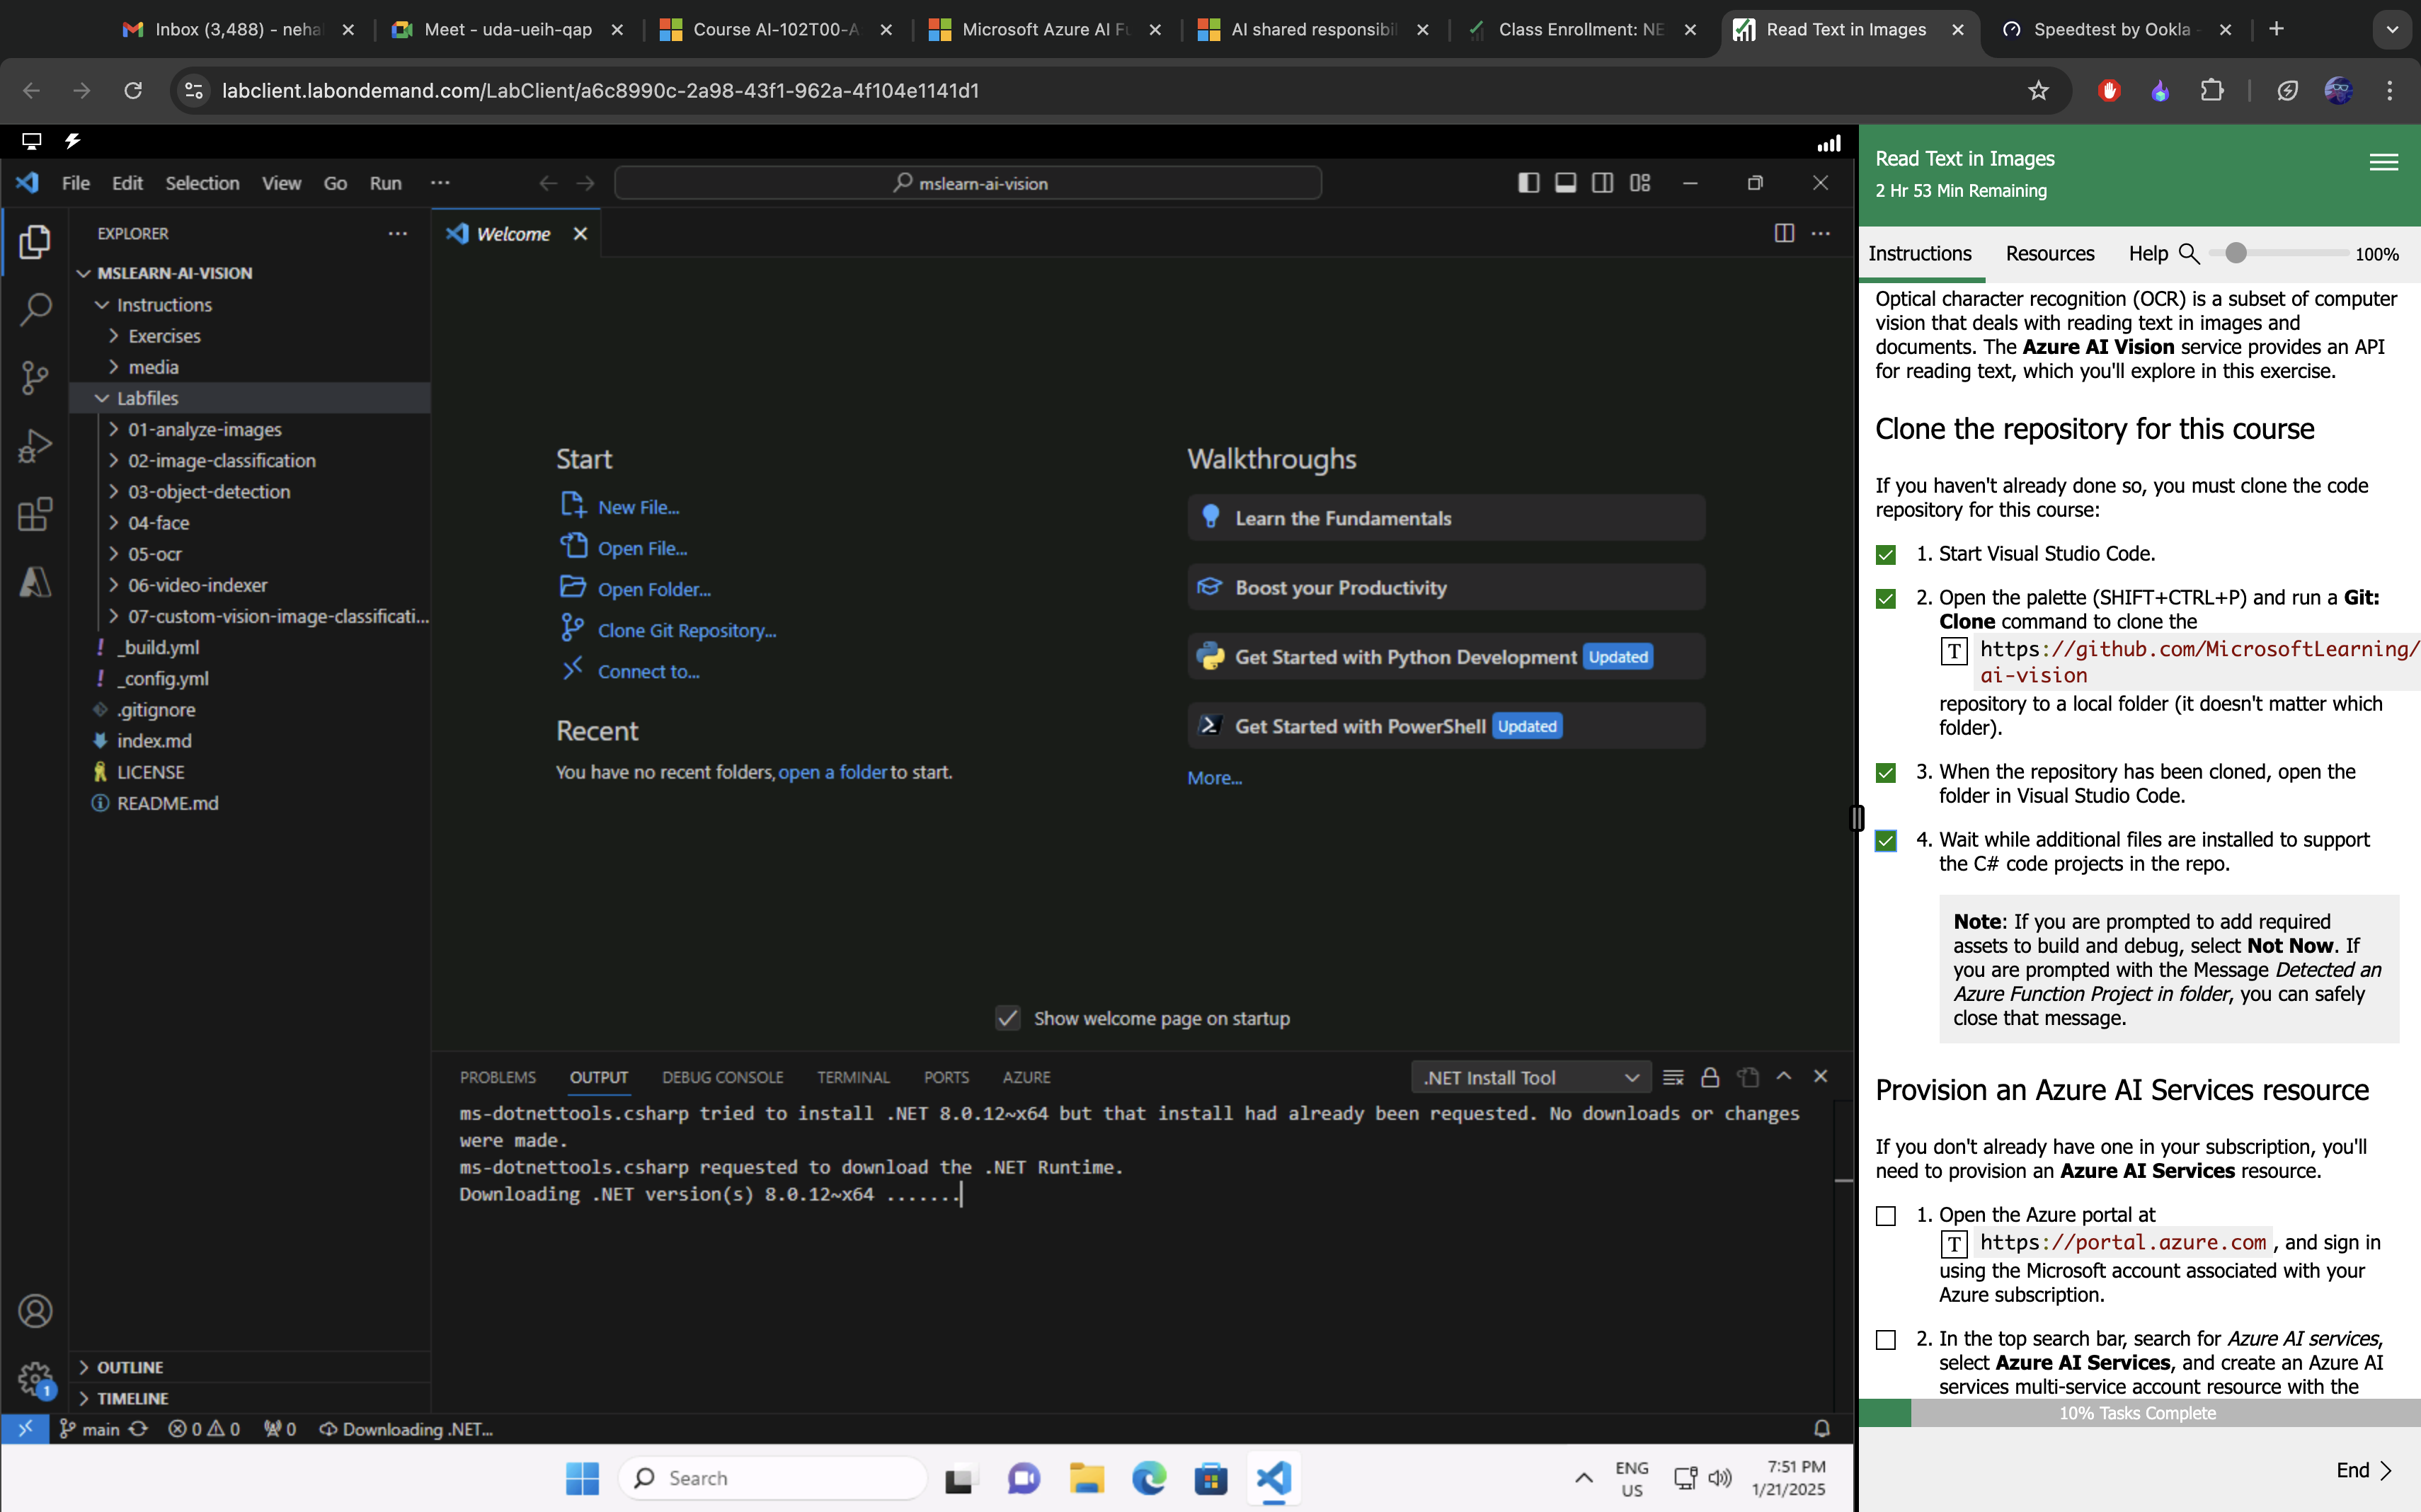 Inbox (3,488) - neha
Meet - uda-ueih-qap
Course AI-102T00-A
Microsoft Azure AI Fu
AI shared responsibil
Class Enrollment: NE
Read Text in Images
Speedtest by Ookla -
labclient.labondemand.com/LabClient/a6c8990c-2a98-43f1-962a-4f104e1141d1
File Edit Selection View Go Run ···
mslearn-ai-vision
EXPLORER
MSLEARN-AI-VISION
Instructions
Exercises
media
Labfiles
01-analyze-images
02-image-classification
03-object-detection
04-face
05-ocr
06-video-indexer
07-custom-vision-image-classificati...
_build.yml
_config.yml
.gitignore
index.md
LICENSE
README.md
OUTLINE
TIMELINE
Welcome
Start
New File...
Open File...
Open Folder...
Clone Git Repository...
Connect to...
Recent
You have no recent folders, open a folder to start.
Walkthroughs
Learn the Fundamentals
Boost your Productivity
Get Started with Python Development Updated
Get Started with PowerShell Updated
More...
Show welcome page on startup
PROBLEMS OUTPUT DEBUG CONSOLE TERMINAL PORTS AZURE
.NET Install Tool
ms-dotnettools.csharp tried to install .NET 8.0.12~x64 but that install had already been requested. No downloads or changes
were made.
ms-dotnettools.csharp requested to download the .NET Runtime.
Downloading .NET version(s) 8.0.12~x64 .......
1
main 0 0 0 Downloading .NET...
Search
ENG
US
7:51 PM
1/21/2025
Read Text in Images
2 Hr 53 Min Remaining
Instructions Resources Help 100%
Optical character recognition (OCR) is a subset of computer
vision that deals with reading text in images and
documents. The Azure AI Vision service provides an API
for reading text, which you'll explore in this exercise.
Clone the repository for this course
If you haven't already done so, you must clone the code
repository for this course:
1. Start Visual Studio Code.
2. Open the palette (SHIFT+CTRL+P) and run a Git:
Clone command to clone the
T https://github.com/MicrosoftLearning/
ai-vision
repository to a local folder (it doesn't matter which
folder).
3. When the repository has been cloned, open the
folder in Visual Studio Code.
4. Wait while additional files are installed to support
the C# code projects in the repo.
Note: If you are prompted to add required
assets to build and debug, select Not Now. If
you are prompted with the Message Detected an
Azure Function Project in folder, you can safely
close that message.
Provision an Azure AI Services resource
If you don't already have one in your subscription, you'll
need to provision an Azure AI Services resource.
1. Open the Azure portal at
T https://portal.azure.com , and sign in
using the Microsoft account associated with your
Azure subscription.
2. In the top search bar, search for Azure AI services,
select Azure AI Services, and create an Azure AI
services multi-service account resource with the
10% Tasks Complete
End